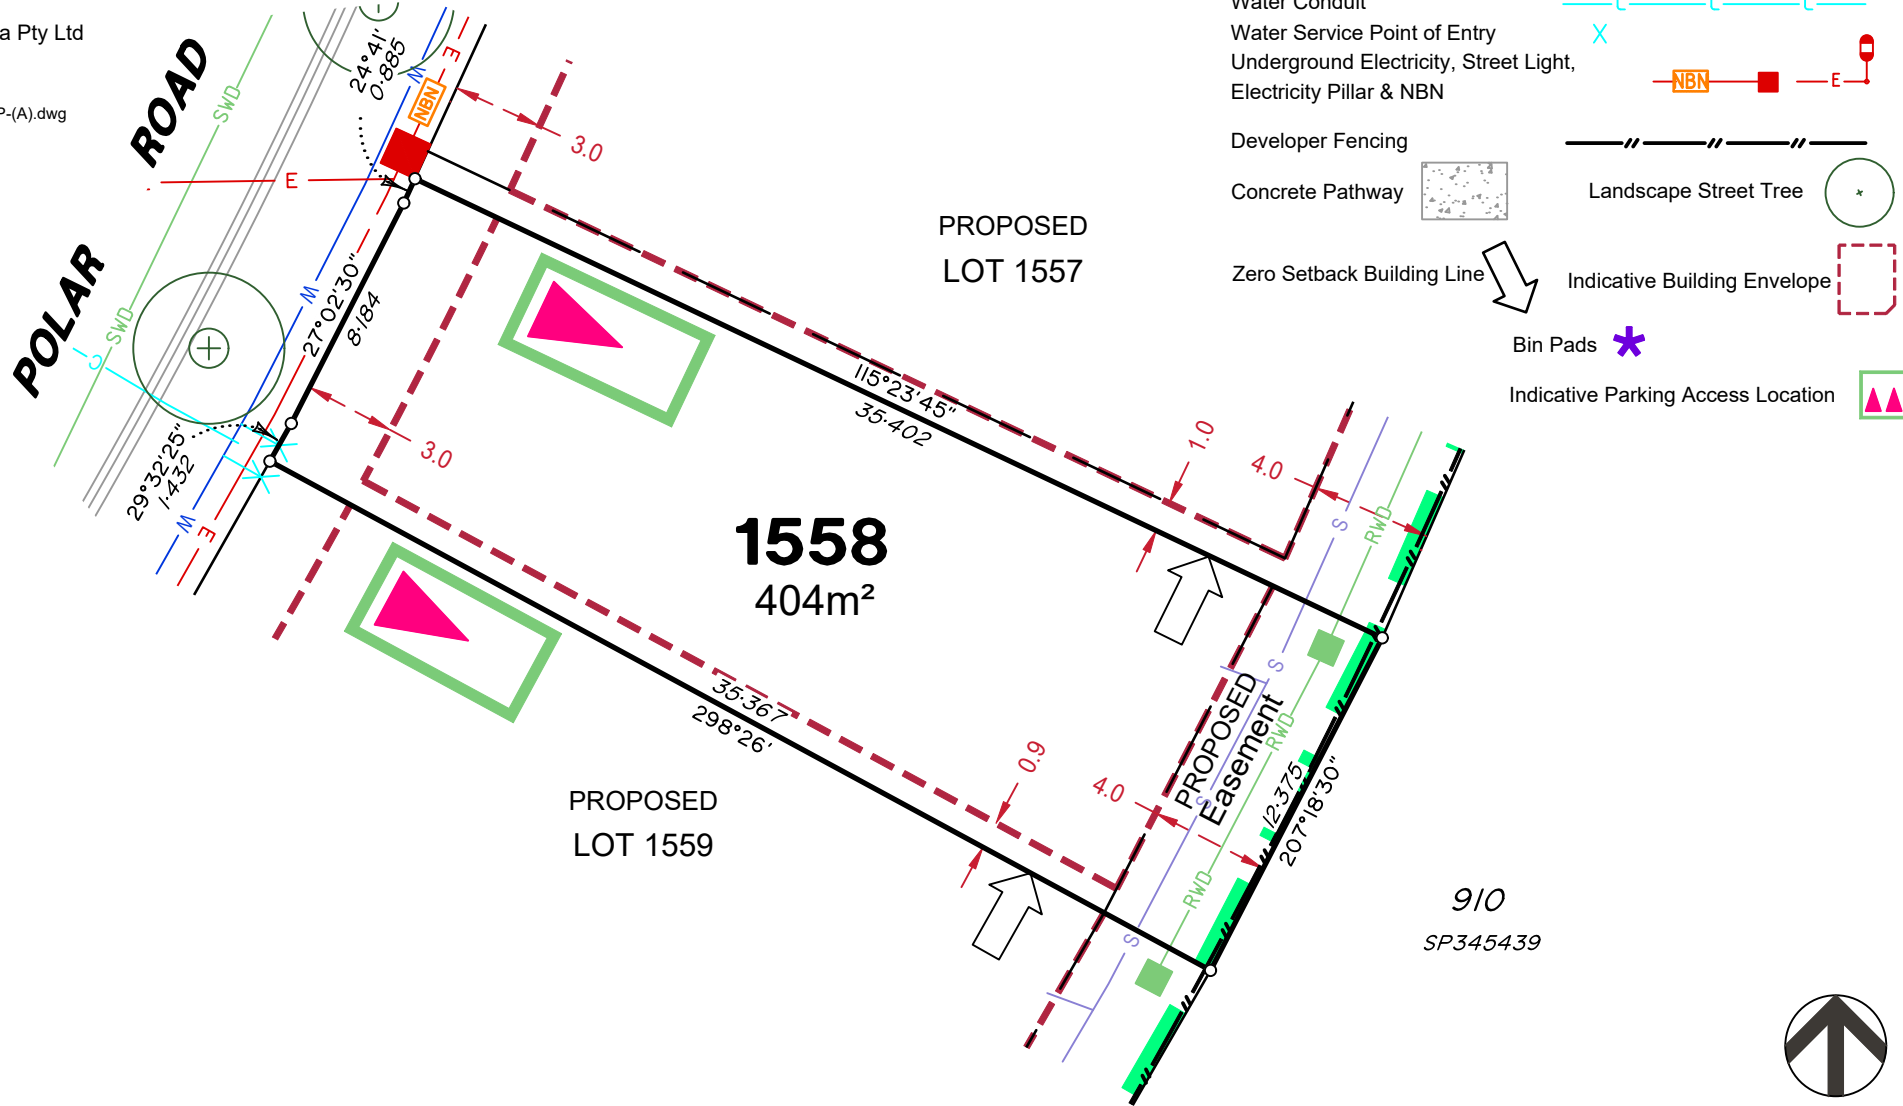 a Pty Ltd
P-(A).dwg
POLAR ROAD
SWD
SWD
W
W
W
E
E
E
C
NBN
24°41'
0·885
27°02'30"
8·184
29°32'25"
1·432
3.0
3.0
PROPOSED
LOT 1557
115°23'45"
35·402
1.0
4.0
1558
404m²
35·367
298°26'
0.9
4.0
PROPOSED
LOT 1559
PROPOSED
Easement
S
S
S
S
RWD
RWD
RWD
12·375
207°18'30"
910
SP345439
Water Conduit
C C C
Water Service Point of Entry
X
Underground Electricity, Street Light,
Electricity Pillar & NBN
NBN
E
Developer Fencing
Concrete Pathway
Landscape Street Tree
Zero Setback Building Line
Indicative Building Envelope
Bin Pads
Indicative Parking Access Location